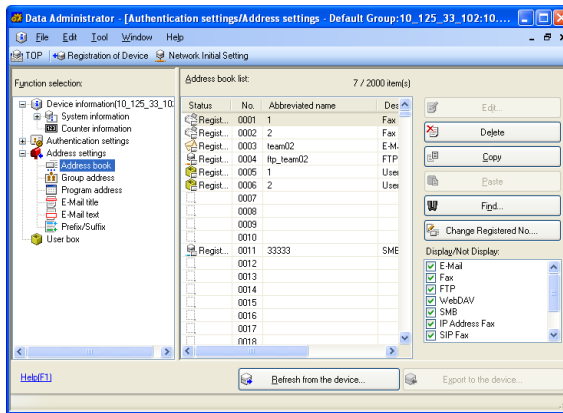 Data Administrator - [Authentication settings/Address settings - Default Group:10_125_33_102:10....
File Edit Tool Window Help
TOP Registration of Device Network Initial Setting
Function selection:
Device information(10_125_33_10
System information
Counter information
Authentication settings
Address settings
Address book
Group address
Program address
E-Mail title
E-Mail text
Prefix/Suffix
User box
Address book list: 7 / 2000 item(s)
Status No. Abbreviated name Des
Regist... 0001 1 Fax
Regist... 0002 2 Fax
Regist... 0003 team02 E-M
Regist... 0004 ftp_team02 FTP
Regist... 0005 1 User
Regist... 0006 2 User
0007
0008
0009
0010
Regist... 0011 33333 SME
0012
0013
0014
0015
0016
0017
0018
Edit...
Delete
Copy
Paste
Find...
Change Registered No....
Display/Not Display:
E-Mail
Fax
FTP
WebDAV
SMB
IP Address Fax
SIP Fax
Help[F1]
Refresh from the device...
Export to the device...